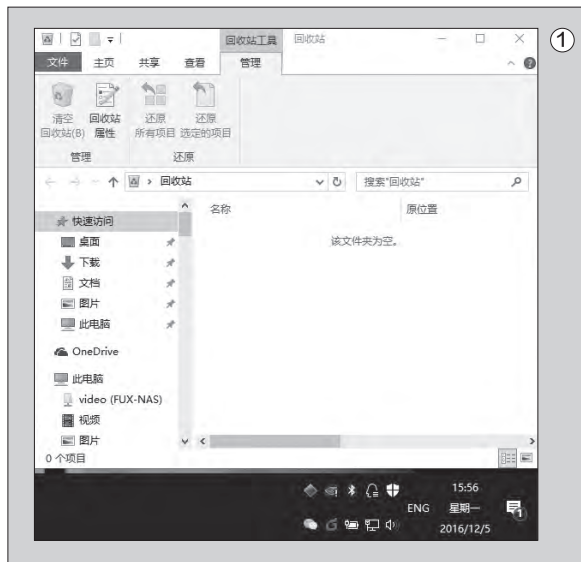 ①
回收站工具 回收站
文件 主页 共享 查看 管理
清空 回收站 还原 还原
回收站(B) 属性 所有项目 选定的项目
管理 还原
回收站 搜索"回收站"
名称 原位置
快速访问
该文件夹为空。
桌面
下载
文档
图片
此电脑
OneDrive
此电脑
video (FUX-NAS)
视频
图片
0 个项目
15:56
ENG 星期一
1
2016/12/5